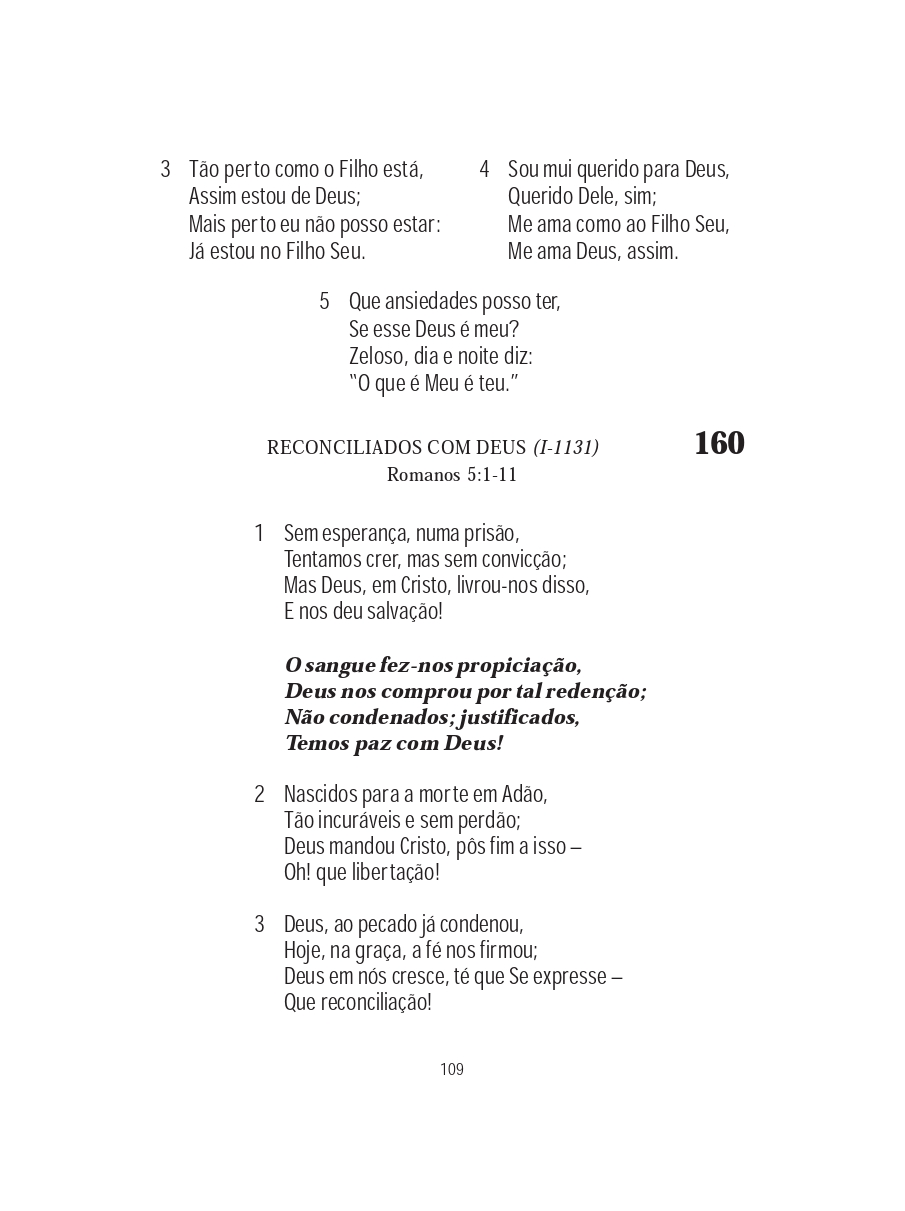 3 Tão perto como o Filho está,
Assim estou de Deus;
Mais perto eu não posso estar:
Já estou no Filho Seu.
4 Sou mui querido para Deus,
Querido Dele, sim;
Me ama como ao Filho Seu,
Me ama Deus, assim.
5 Que ansiedades posso ter,
Se esse Deus é meu?
Zeloso, dia e noite diz:
“O que é Meu é teu.”
RECONCILIADOS COM DEUS (I-1131) 160
Romanos 5:1-11
1 Sem esperança, numa prisão,
Tentamos crer, mas sem convicção;
Mas Deus, em Cristo, livrou-nos disso,
E nos deu salvação!
O sangue fez-nos propiciação,
Deus nos comprou por tal redenção;
Não condenados; justificados,
Temos paz com Deus!
2 Nascidos para a morte em Adão,
Tão incuráveis e sem perdão;
Deus mandou Cristo, pôs fim a isso –
Oh! que libertação!
3 Deus, ao pecado já condenou,
Hoje, na graça, a fé nos firmou;
Deus em nós cresce, té que Se expresse –
Que reconciliação!
109